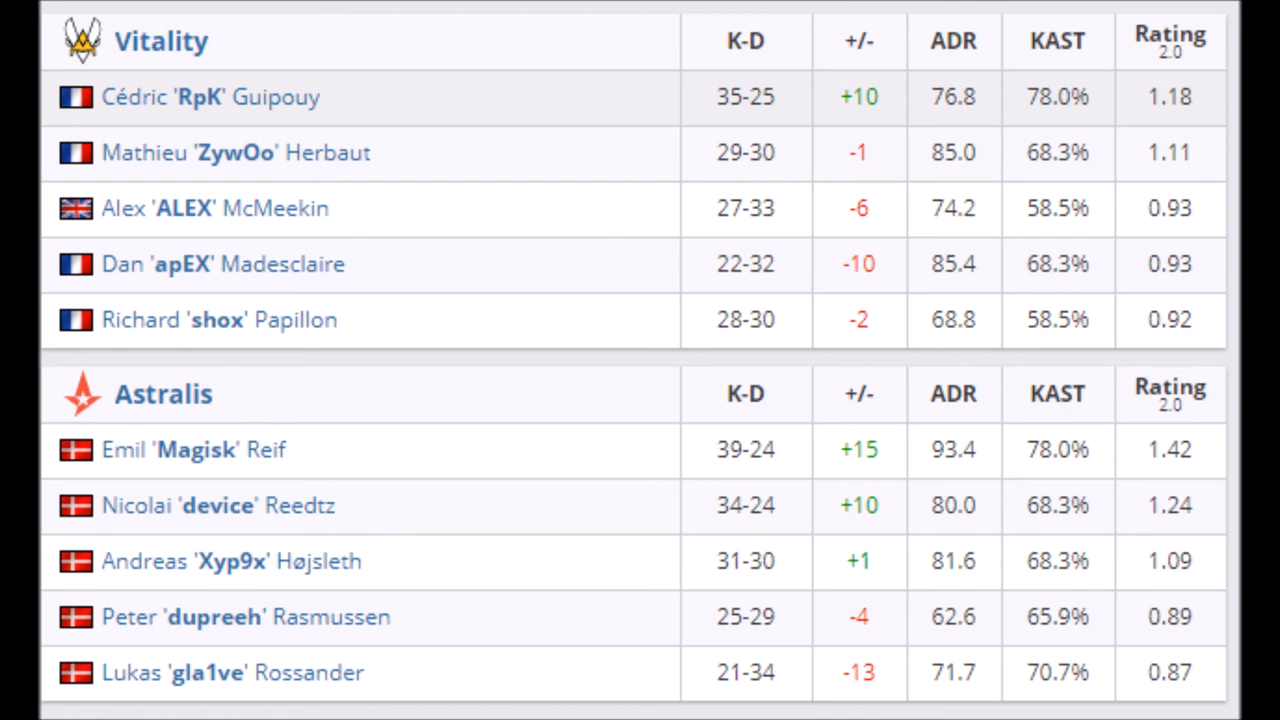 Vitality K-D +/- ADR KAST Rating 2.0
Cédric 'RpK' Guipouy 35-25 +10 76.8 78.0% 1.18
Mathieu 'ZywOo' Herbaut 29-30 -1 85.0 68.3% 1.11
Alex 'ALEX' McMeekin 27-33 -6 74.2 58.5% 0.93
Dan 'apEX' Madesclaire 22-32 -10 85.4 68.3% 0.93
Richard 'shox' Papillon 28-30 -2 68.8 58.5% 0.92
Astralis K-D +/- ADR KAST Rating 2.0
Emil 'Magisk' Reif 39-24 +15 93.4 78.0% 1.42
Nicolai 'device' Reedtz 34-24 +10 80.0 68.3% 1.24
Andreas 'Xyp9x' Højsleth 31-30 +1 81.6 68.3% 1.09
Peter 'dupreeh' Rasmussen 25-29 -4 62.6 65.9% 0.89
Lukas 'gla1ve' Rossander 21-34 -13 71.7 70.7% 0.87